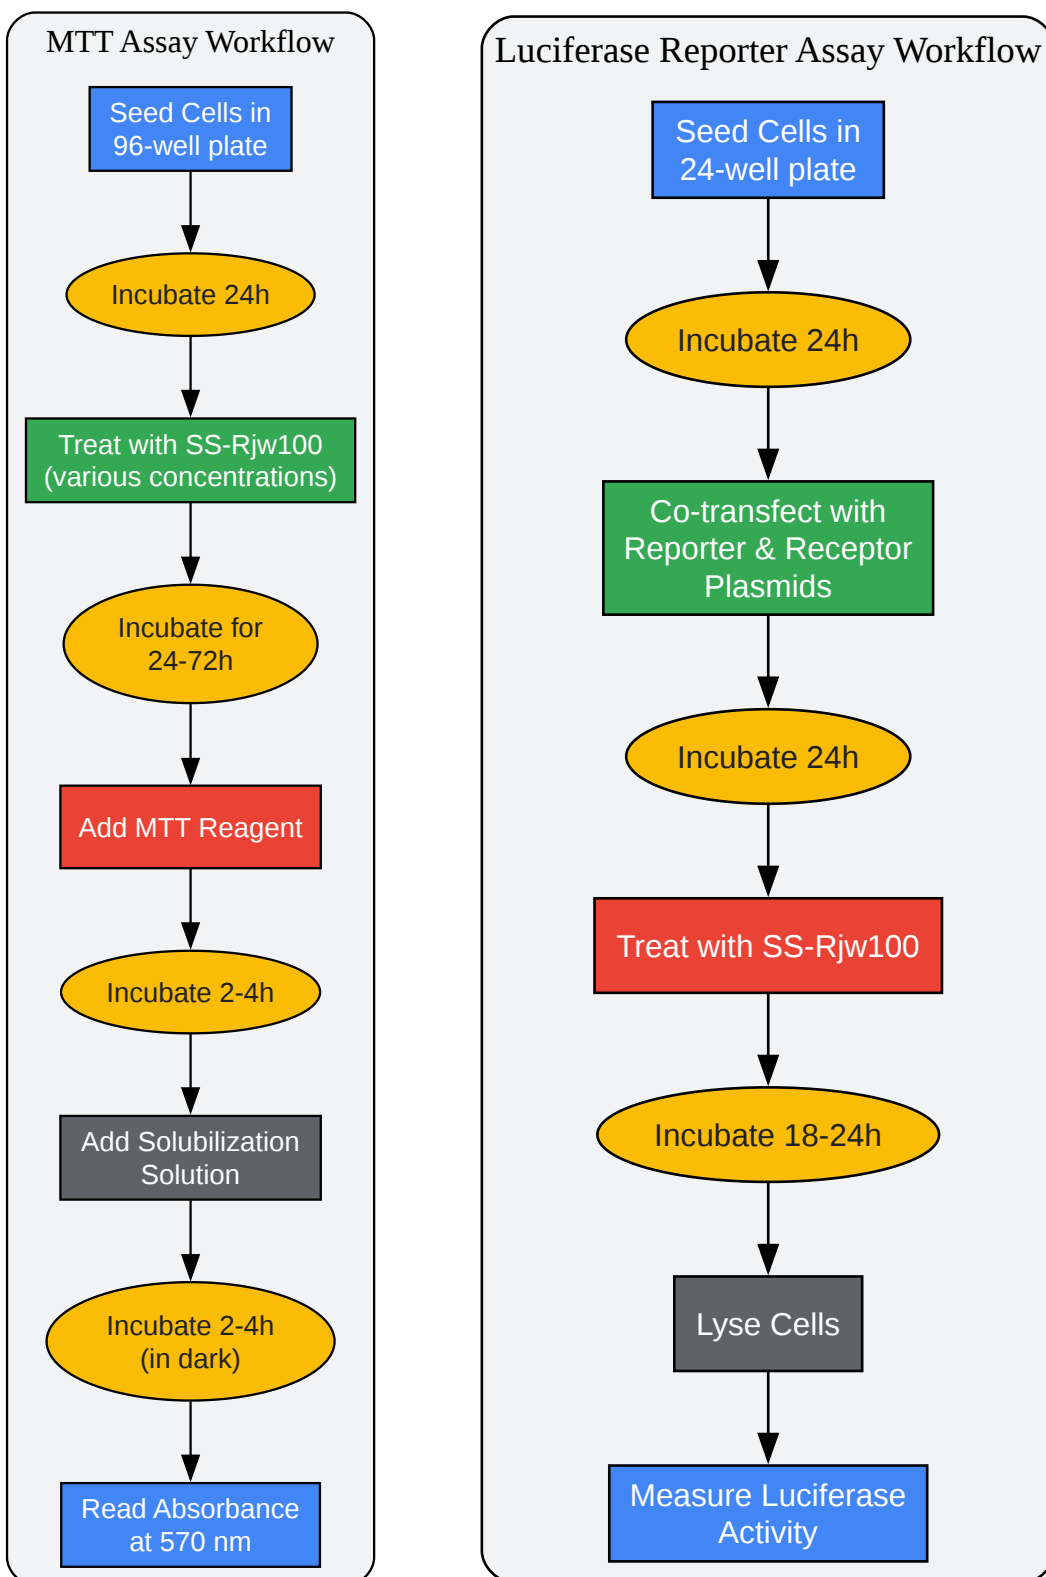 MTT Assay Workflow
Seed Cells in
96-well plate
Incubate 24h
Treat with SS-Rjw100
(various concentrations)
Incubate for
24-72h
Add MTT Reagent
Incubate 2-4h
Add Solubilization
Solution
Incubate 2-4h
(in dark)
Read Absorbance
at 570 nm
Luciferase Reporter Assay Workflow
Seed Cells in
24-well plate
Incubate 24h
Co-transfect with
Reporter & Receptor
Plasmids
Incubate 24h
Treat with SS-Rjw100
Incubate 18-24h
Lyse Cells
Measure Luciferase
Activity